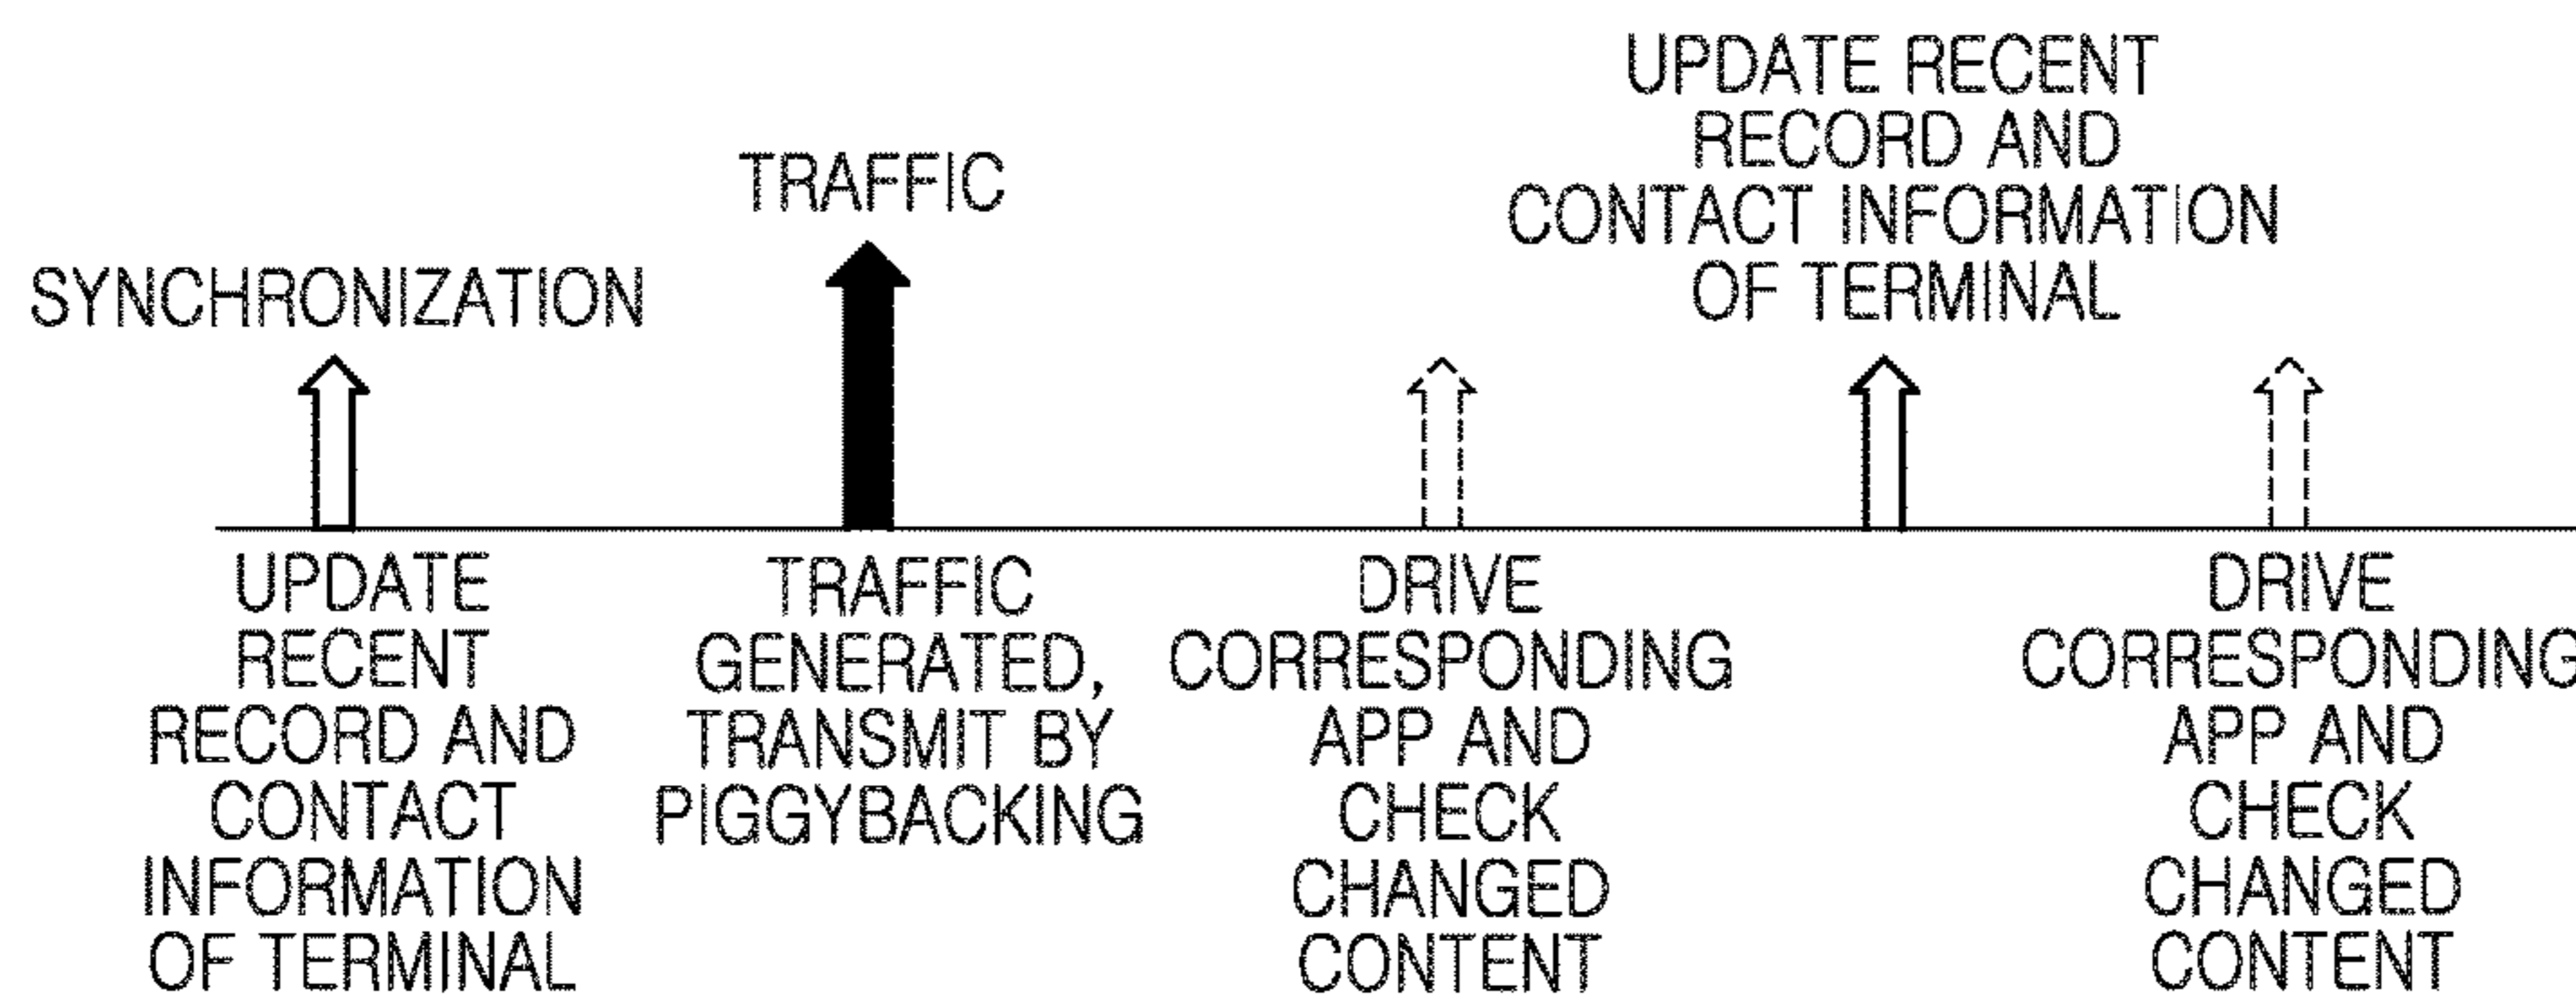 SYNCHRONIZATION
TRAFFIC
UPDATE RECENT
RECORD AND
CONTACT INFORMATION
OF TERMINAL
UPDATE
RECENT
RECORD AND
CONTACT
INFORMATION
OF TERMINAL
TRAFFIC
GENERATED,
TRANSMIT BY
PIGGYBACKING
DRIVE
CORRESPONDING
APP AND
CHECK
CHANGED
CONTENT
DRIVE
CORRESPONDING
APP AND
CHECK
CHANGED
CONTENT